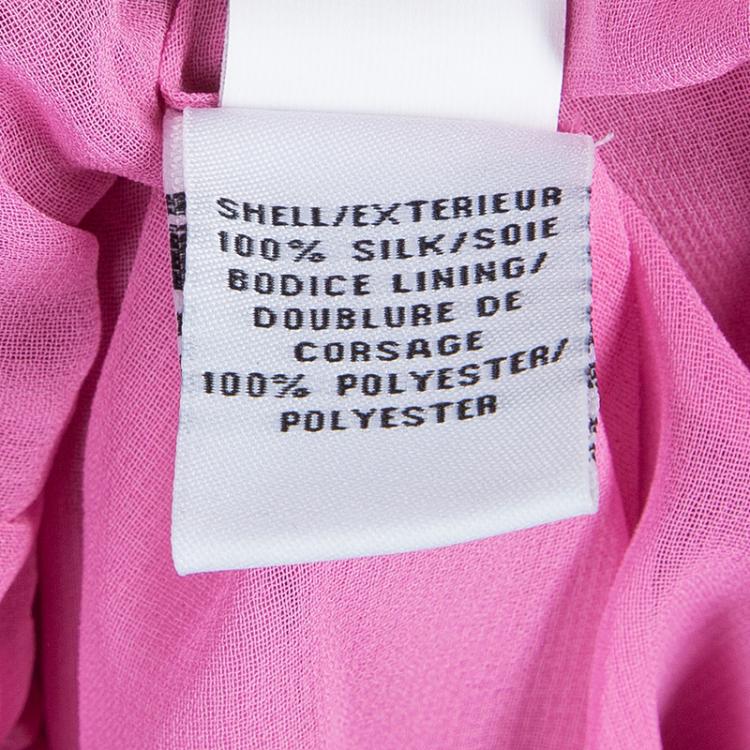 SHELL/EXTERIEUR
100% SILK/SOIE
BODICE LINING/
DOUBLURE DE
CORSAGE
100% POLYESTER/
POLYESTER